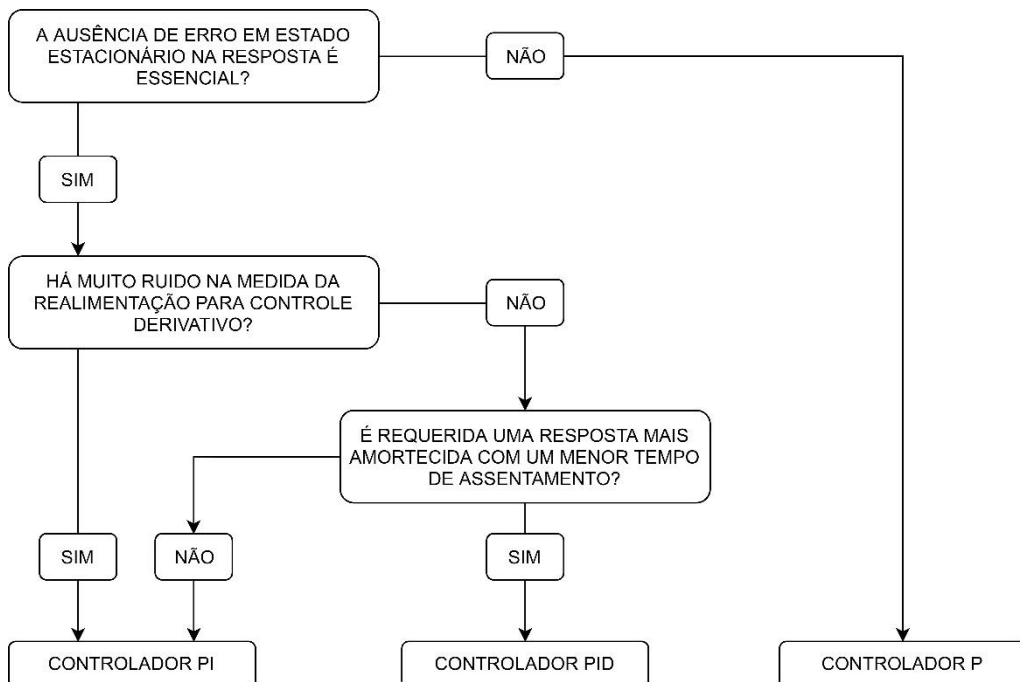 A AUSÊNCIA DE ERRO EM ESTADO
ESTACIONÁRIO NA RESPOSTA É
ESSENCIAL?
NÃO
SIM
HÁ MUITO RUIDO NA MEDIDA DA
REALIMENTAÇÃO PARA CONTROLE
DERIVATIVO?
NÃO
É REQUERIDA UMA RESPOSTA MAIS
AMORTECIDA COM UM MENOR TEMPO
DE ASSENTAMENTO?
SIM
NÃO
SIM
CONTROLADOR PI
CONTROLADOR PID
CONTROLADOR P